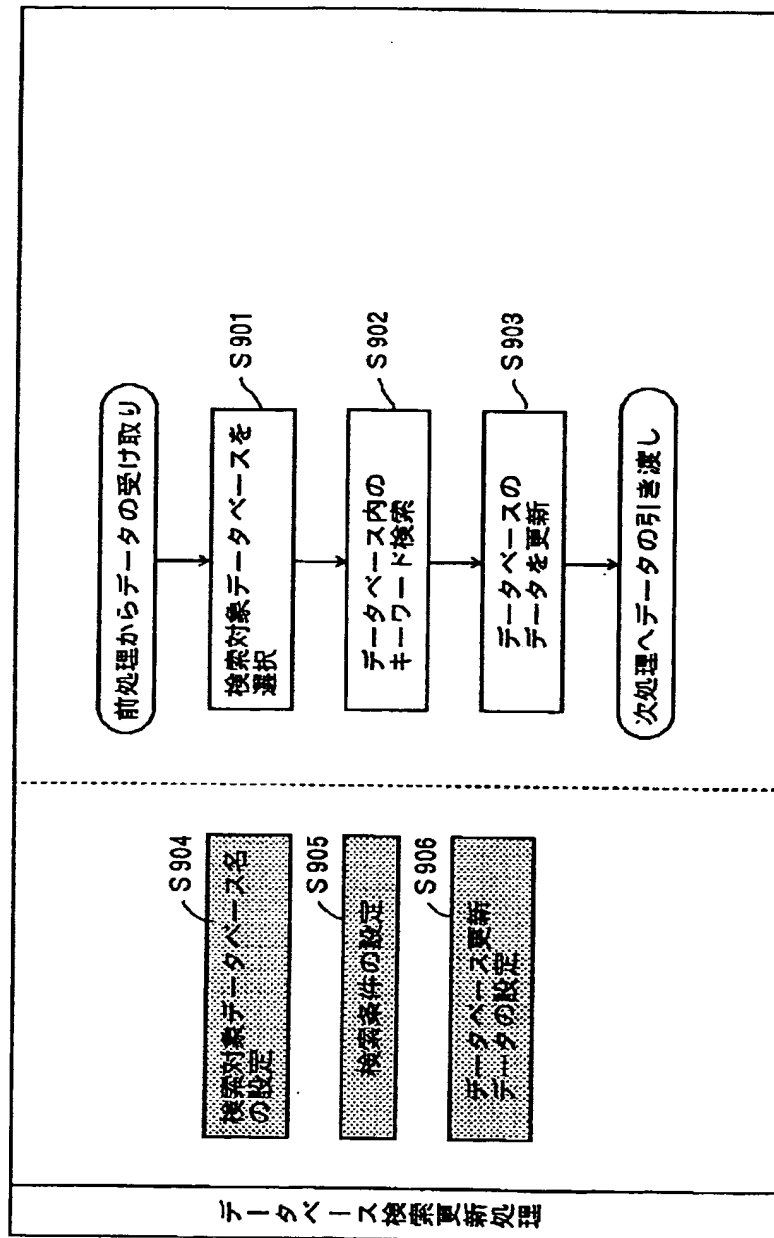 データベース検索更新処理
検索対象データベース名
の設定
S904
検索条件の設定
S905
データベース更新
データの設定
S906
前処理からデータの受け取り
検索対象データベースを
選択
S901
データベース内の
キーワード検索
S902
データベースの
データを更新
S903
次処理へデータの引き渡し